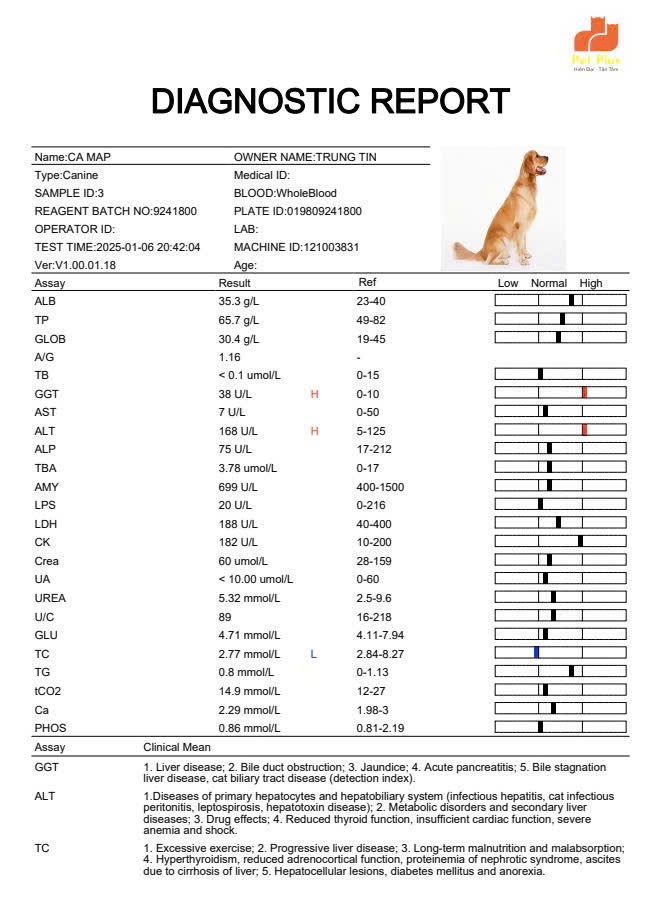 Pet Plus
Hiện Đại - Tận Tâm
DIAGNOSTIC REPORT
Name:CA MAP OWNER NAME:TRUNG TIN
Type:Canine Medical ID:
SAMPLE ID:3 BLOOD:WholeBlood
REAGENT BATCH NO:9241800 PLATE ID:019809241800
OPERATOR ID: LAB:
TEST TIME:2025-01-06 20:42:04 MACHINE ID:121003831
Ver:V1.00.01.18 Age:
Assay Result Ref Low Normal High
ALB 35.3 g/L 23-40
TP 65.7 g/L 49-82
GLOB 30.4 g/L 19-45
A/G 1.16 -
TB < 0.1 umol/L 0-15
GGT 38 U/L H 0-10
AST 7 U/L 0-50
ALT 168 U/L H 5-125
ALP 75 U/L 17-212
TBA 3.78 umol/L 0-17
AMY 699 U/L 400-1500
LPS 20 U/L 0-216
LDH 188 U/L 40-400
CK 182 U/L 10-200
Crea 60 umol/L 28-159
UA < 10.00 umol/L 0-60
UREA 5.32 mmol/L 2.5-9.6
U/C 89 16-218
GLU 4.71 mmol/L 4.11-7.94
TC 2.77 mmol/L L 2.84-8.27
TG 0.8 mmol/L 0-1.13
tCO2 14.9 mmol/L 12-27
Ca 2.29 mmol/L 1.98-3
PHOS 0.86 mmol/L 0.81-2.19
Assay Clinical Mean
GGT 1. Liver disease; 2. Bile duct obstruction; 3. Jaundice; 4. Acute pancreatitis; 5. Bile stagnation
liver disease, cat biliary tract disease (detection index).
ALT 1.Diseases of primary hepatocytes and hepatobiliary system (infectious hepatitis, cat infectious
peritonitis, leptospirosis, hepatotoxin disease); 2. Metabolic disorders and secondary liver
diseases; 3. Drug effects; 4. Reduced thyroid function, insufficient cardiac function, severe
anemia and shock.
TC 1. Excessive exercise; 2. Progressive liver disease; 3. Long-term malnutrition and malabsorption;
4. Hyperthyroidism, reduced adrenocortical function, proteinemia of nephrotic syndrome, ascites
due to cirrhosis of liver; 5. Hepatocellular lesions, diabetes mellitus and anorexia.